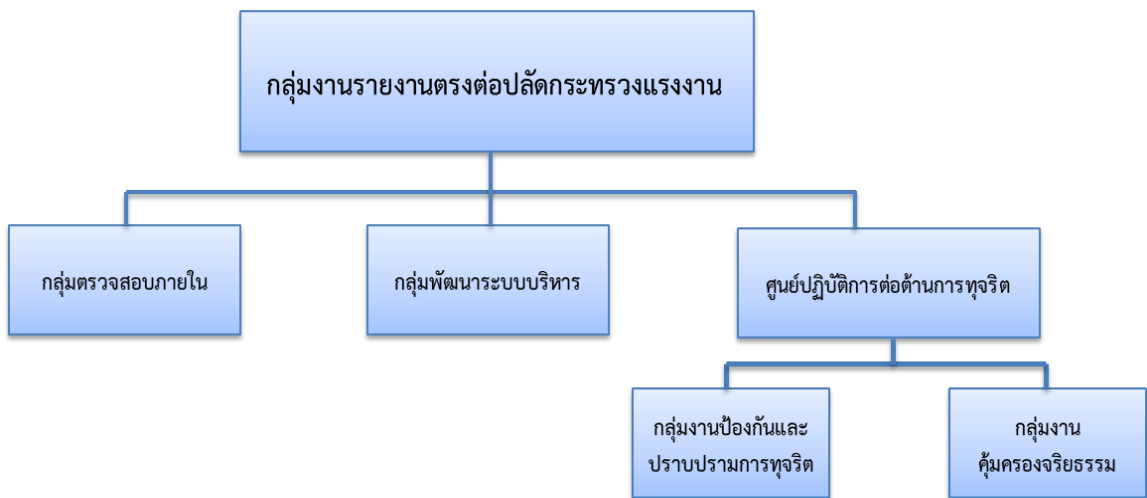 กลุ่มงานรายงานตรงต่อปลัดกระทรวงแรงงาน
กลุ่มตรวจสอบภายใน
กลุ่มพัฒนาระบบบริหาร
ศูนย์ปฏิบัติการต่อต้านการทุจริต
กลุ่มงานป้องกันและ
ปราบปรามการทุจริต
กลุ่มงาน
คุ้มครองจริยธรรม